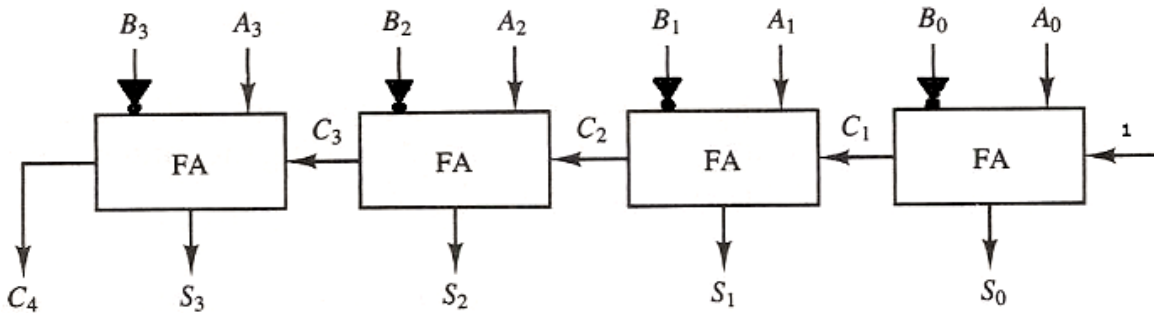 B₃ A₃ B₂ A₂ B₁ A₁ B₀ A₀
C₃ C₂ C₁ 1
FA FA FA FA
C₄ S₃ S₂ S₁ S₀